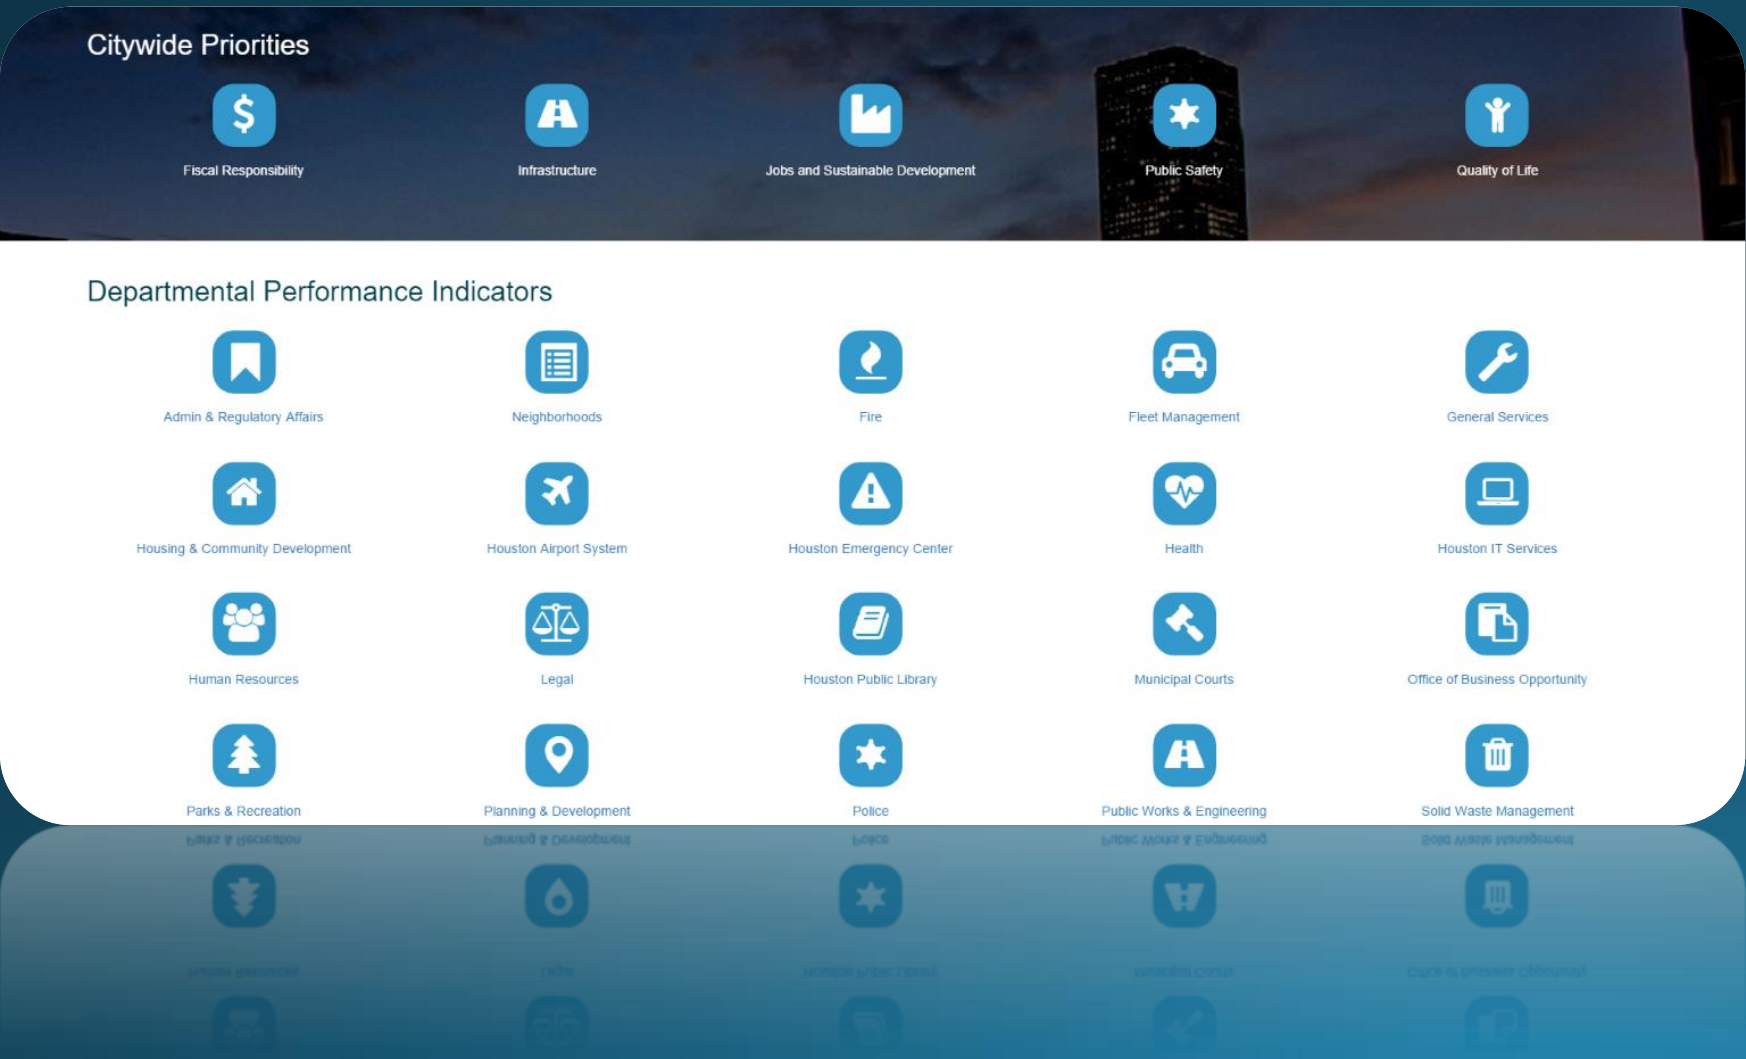 Citywide Priorities
Fiscal Responsibility
Infrastructure
Jobs and Sustainable Development
Public Safety
Quality of Life
Departmental Performance Indicators
Admin & Regulatory Affairs
Neighborhoods
Fire
Fleet Management
General Services
Housing & Community Development
Houston Airport System
Houston Emergency Center
Health
Houston IT Services
Human Resources
Legal
Houston Public Library
Municipal Courts
Office of Business Opportunity
Parks & Recreation
Planning & Development
Police
Public Works & Engineering
Solid Waste Management